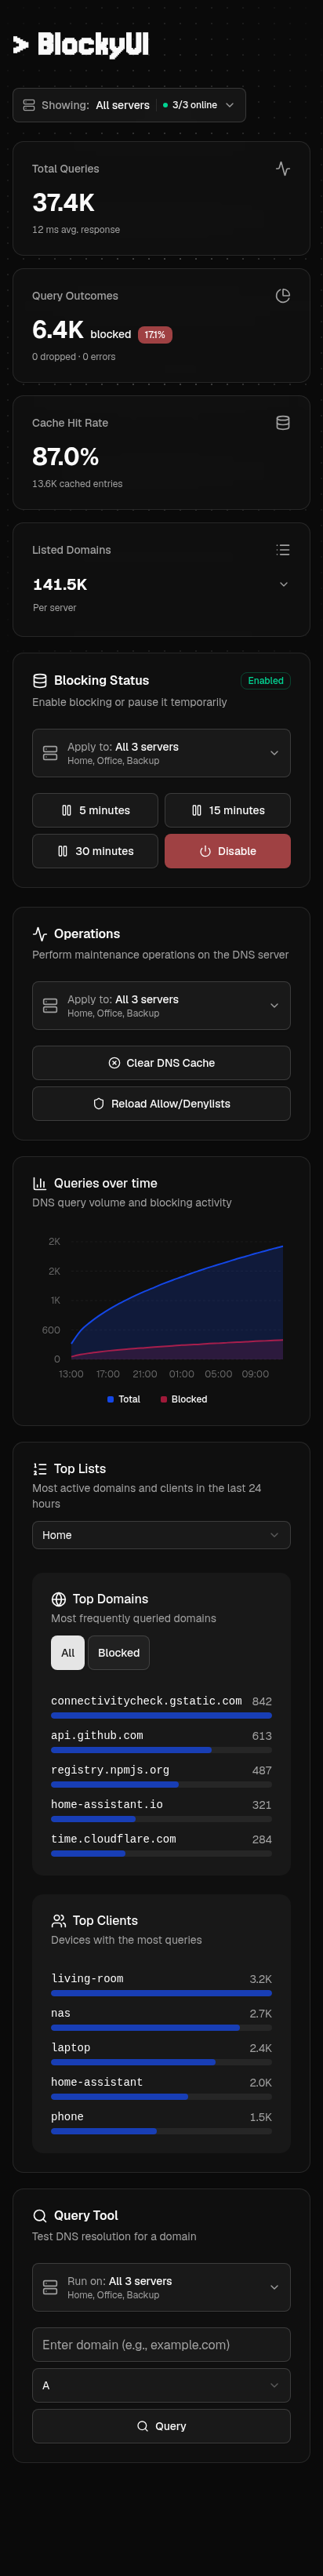 > BlockyUI
Showing: All servers 3/3 online
Total Queries
37.4K
12 ms avg. response
Query Outcomes
6.4K blocked 17.1%
0 dropped · 0 errors
Cache Hit Rate
87.0%
13.6K cached entries
Listed Domains
141.5K
Per server
Blocking Status Enabled
Enable blocking or pause it temporarily
Apply to: All 3 servers
Home, Office, Backup
5 minutes 15 minutes
30 minutes Disable
Operations
Perform maintenance operations on the DNS server
Apply to: All 3 servers
Home, Office, Backup
Clear DNS Cache
Reload Allow/Denylists
Queries over time
DNS query volume and blocking activity
2K
2K
1K
600
0
13:00 17:00 21:00 01:00 05:00 09:00
Total Blocked
Top Lists
Most active domains and clients in the last 24
hours
Home
Top Domains
Most frequently queried domains
All Blocked
connectivitycheck.gstatic.com 842
api.github.com 613
registry.npmjs.org 487
home-assistant.io 321
time.cloudflare.com 284
Top Clients
Devices with the most queries
living-room 3.2K
nas 2.7K
laptop 2.4K
home-assistant 2.0K
phone 1.5K
Query Tool
Test DNS resolution for a domain
Run on: All 3 servers
Home, Office, Backup
Enter domain (e.g., example.com)
A
Query